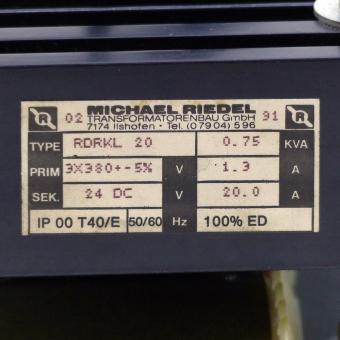 R 02 MICHAEL RIEDEL 91 R
TRANSFORMATORENBAU GmbH
7174 Ilshofen · Tel. (07904) 596
TYPE RDRKL 20 0.75 KVA
PRIM 3X380+-5% V 1.3 A
SEK. 24 DC V 20.0 A
IP 00 T40/E 50/60 Hz 100% ED